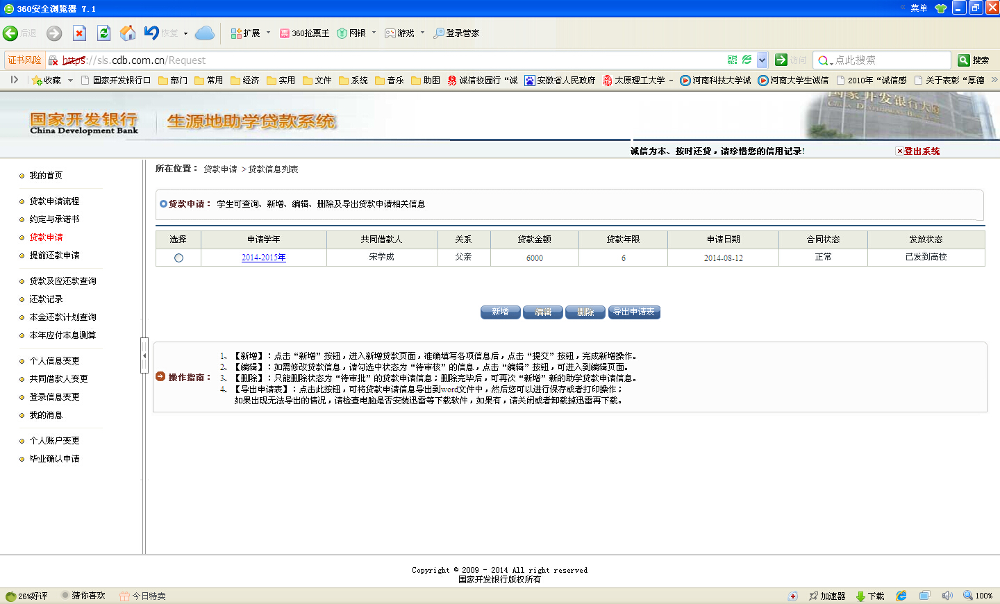 360安全浏览器 7.1
菜单
后退 恢复 扩展 360抢票王 网银 游戏 登录管家
证书风险 https://sls.cdb.com.cn/Request 访问 点此搜索 搜索
收藏 国家开发银行口 部门 常用 经济 实用 文件 系统 音乐 助困 诚信校园行“诚 安徽省人民政府 太原理工大学 - 河南科技大学诚 河南大学生诚信 2010年“诚信感 关于表彰“厚德
国家开发银行
China Development Bank
生源地助学贷款系统
诚信为本、按时还贷，请珍惜您的信用记录!
登出系统
我的首页
贷款申请流程
约定与承诺书
贷款申请
提前还款申请
贷款及应还款查询
还款记录
本金还款计划查询
本年应付本息测算
个人信息变更
共同借款人变更
登录信息变更
我的消息
个人账户变更
毕业确认申请
所在位置： 贷款申请 >贷款信息列表
贷款申请： 学生可查询、新增、编辑、删除及导出贷款申请相关信息
选择 申请学年 共同借款人 关系 贷款金额 贷款年限 申请日期 合同状态 发放状态
2014-2015年 宋学成 父亲 6000 6 2014-08-12 正常 已发到高校
新增 编辑 删除 导出申请表
操作指南：
1、【新增】：点击“新增”按钮，进入新增贷款页面，准确填写各项信息后，点击“提交”按钮，完成新增操作。
2、【编辑】：如需修改贷款信息，请勾选中状态为“待审核”的信息，点击“编辑”按钮，可进入到编辑页面。
3、【删除】：只能删除状态为“待审批”的贷款申请信息；删除完毕后，可再次“新增”新的助学贷款申请信息。
4、【导出申请表】：点击此按钮，可将贷款申请信息导出到word文件中，然后您可以进行保存或者打印操作；
如果出现无法导出的情况，请检查电脑是否安装迅雷等下载软件，如果有，请关闭或者卸载掉迅雷再下载。
Copyright © 2009 - 2014 All right reserved
国家开发银行版权所有
26%好评 猜你喜欢 今日特卖 加速器 下载 100%